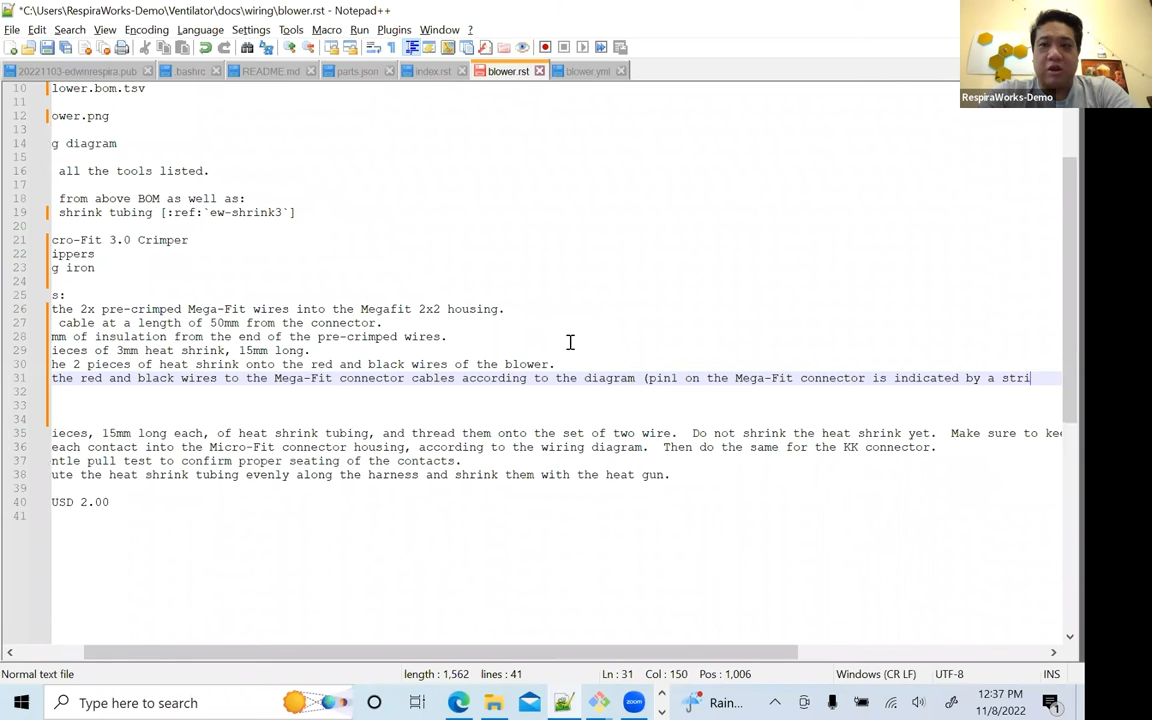 *C:\Users\RespiraWorks-Demo\Ventilator\docs\wiring\blower.rst - Notepad++
File Edit Search View Encoding Language Settings Tools Macro Run Plugins Window ?
20221103-edwinrespira.pub .bashrc README.md parts.json index.rst blower.rst blower.yml
RespiraWorks-Demo
10 lower.bom.tsv
11
12 ower.png
13
14 g diagram
15
16 all the tools listed.
17
18 from above BOM as well as:
19 shrink tubing [:ref:`ew-shrink3`]
20
21 cro-Fit 3.0 Crimper
22 ippers
23 g iron
24
25 s:
26 the 2x pre-crimped Mega-Fit wires into the Megafit 2x2 housing.
27 cable at a length of 50mm from the connector.
28 mm of insulation from the end of the pre-crimped wires.
29 ieces of 3mm heat shrink, 15mm long.
30 he 2 pieces of heat shrink onto the red and black wires of the blower.
31 the red and black wires to the Mega-Fit connector cables according to the diagram (pin1 on the Mega-Fit connector is indicated by a stri
32
33
34
35 ieces, 15mm long each, of heat shrink tubing, and thread them onto the set of two wire.  Do not shrink the heat shrink yet.  Make sure to kee
36 each contact into the Micro-Fit connector housing, according to the wiring diagram.  Then do the same for the KK connector.
37 ntle pull test to confirm proper seating of the contacts.
38 ute the heat shrink tubing evenly along the harness and shrink them with the heat gun.
39
40 USD 2.00
41
Normal text file length : 1,562 lines : 41 Ln : 31 Col : 150 Pos : 1,006 Windows (CR LF) UTF-8 INS
Type here to search Rain... 12:37 PM
11/8/2022